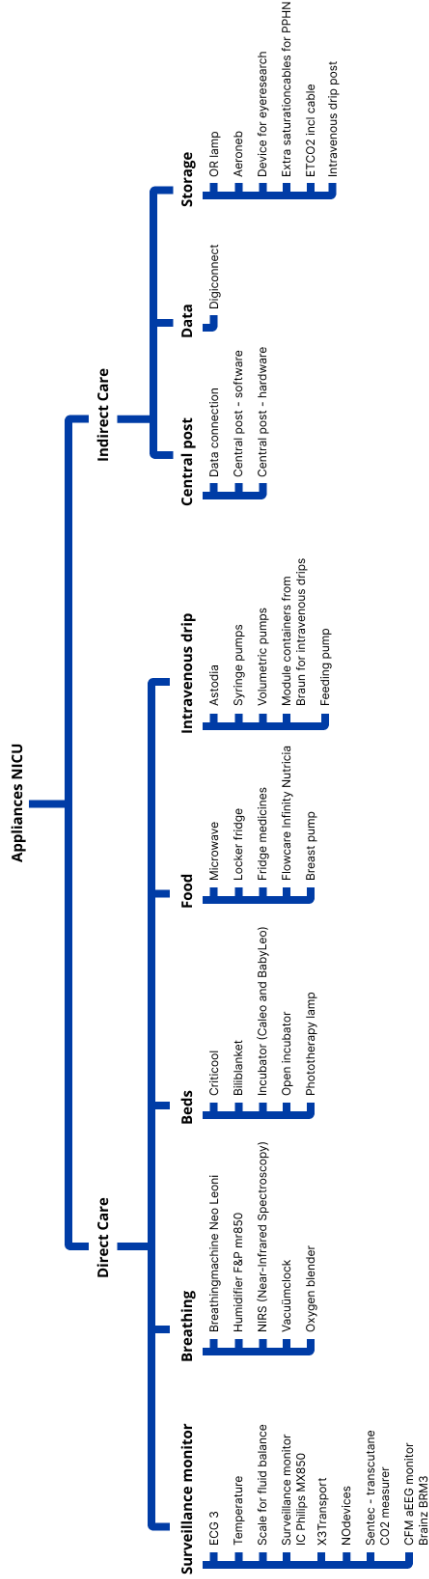 Appliances NICU
Direct Care
Surveillance monitor
ECG 3
Temperature
Scale for fluid balance
Surveillance monitor
IC Philips MX850
X3Transport
NOdevices
Sentec - transcutane
CO2 measurer
CFM aEEG monitor
Brainz BRM3
Breathing
Breathingmachine Neo Leoni
Humidifier F&P mr850
NIRS (Near-Infrared Spectroscopy)
Vacuümclock
Oxygen blender
Beds
Criticool
Biliblanket
Incubator (Caleo and BabyLeo)
Open incubator
Phototherapy lamp
Food
Microwave
Locker fridge
Fridge medicines
Flowcare Infinity Nutricia
Breast pump
Intravenous drip
Astodia
Syringe pumps
Volumetric pumps
Module containers from
Braun for intravenous drips
Feeding pump
Indirect Care
Central post
Data connection
Central post - software
Central post - hardware
Data
Digiconnect
Storage
OR lamp
Aeroneb
Device for eyeresearch
Extra saturationcables for PPHN
ETCO2 incl cable
Intravenous drip post